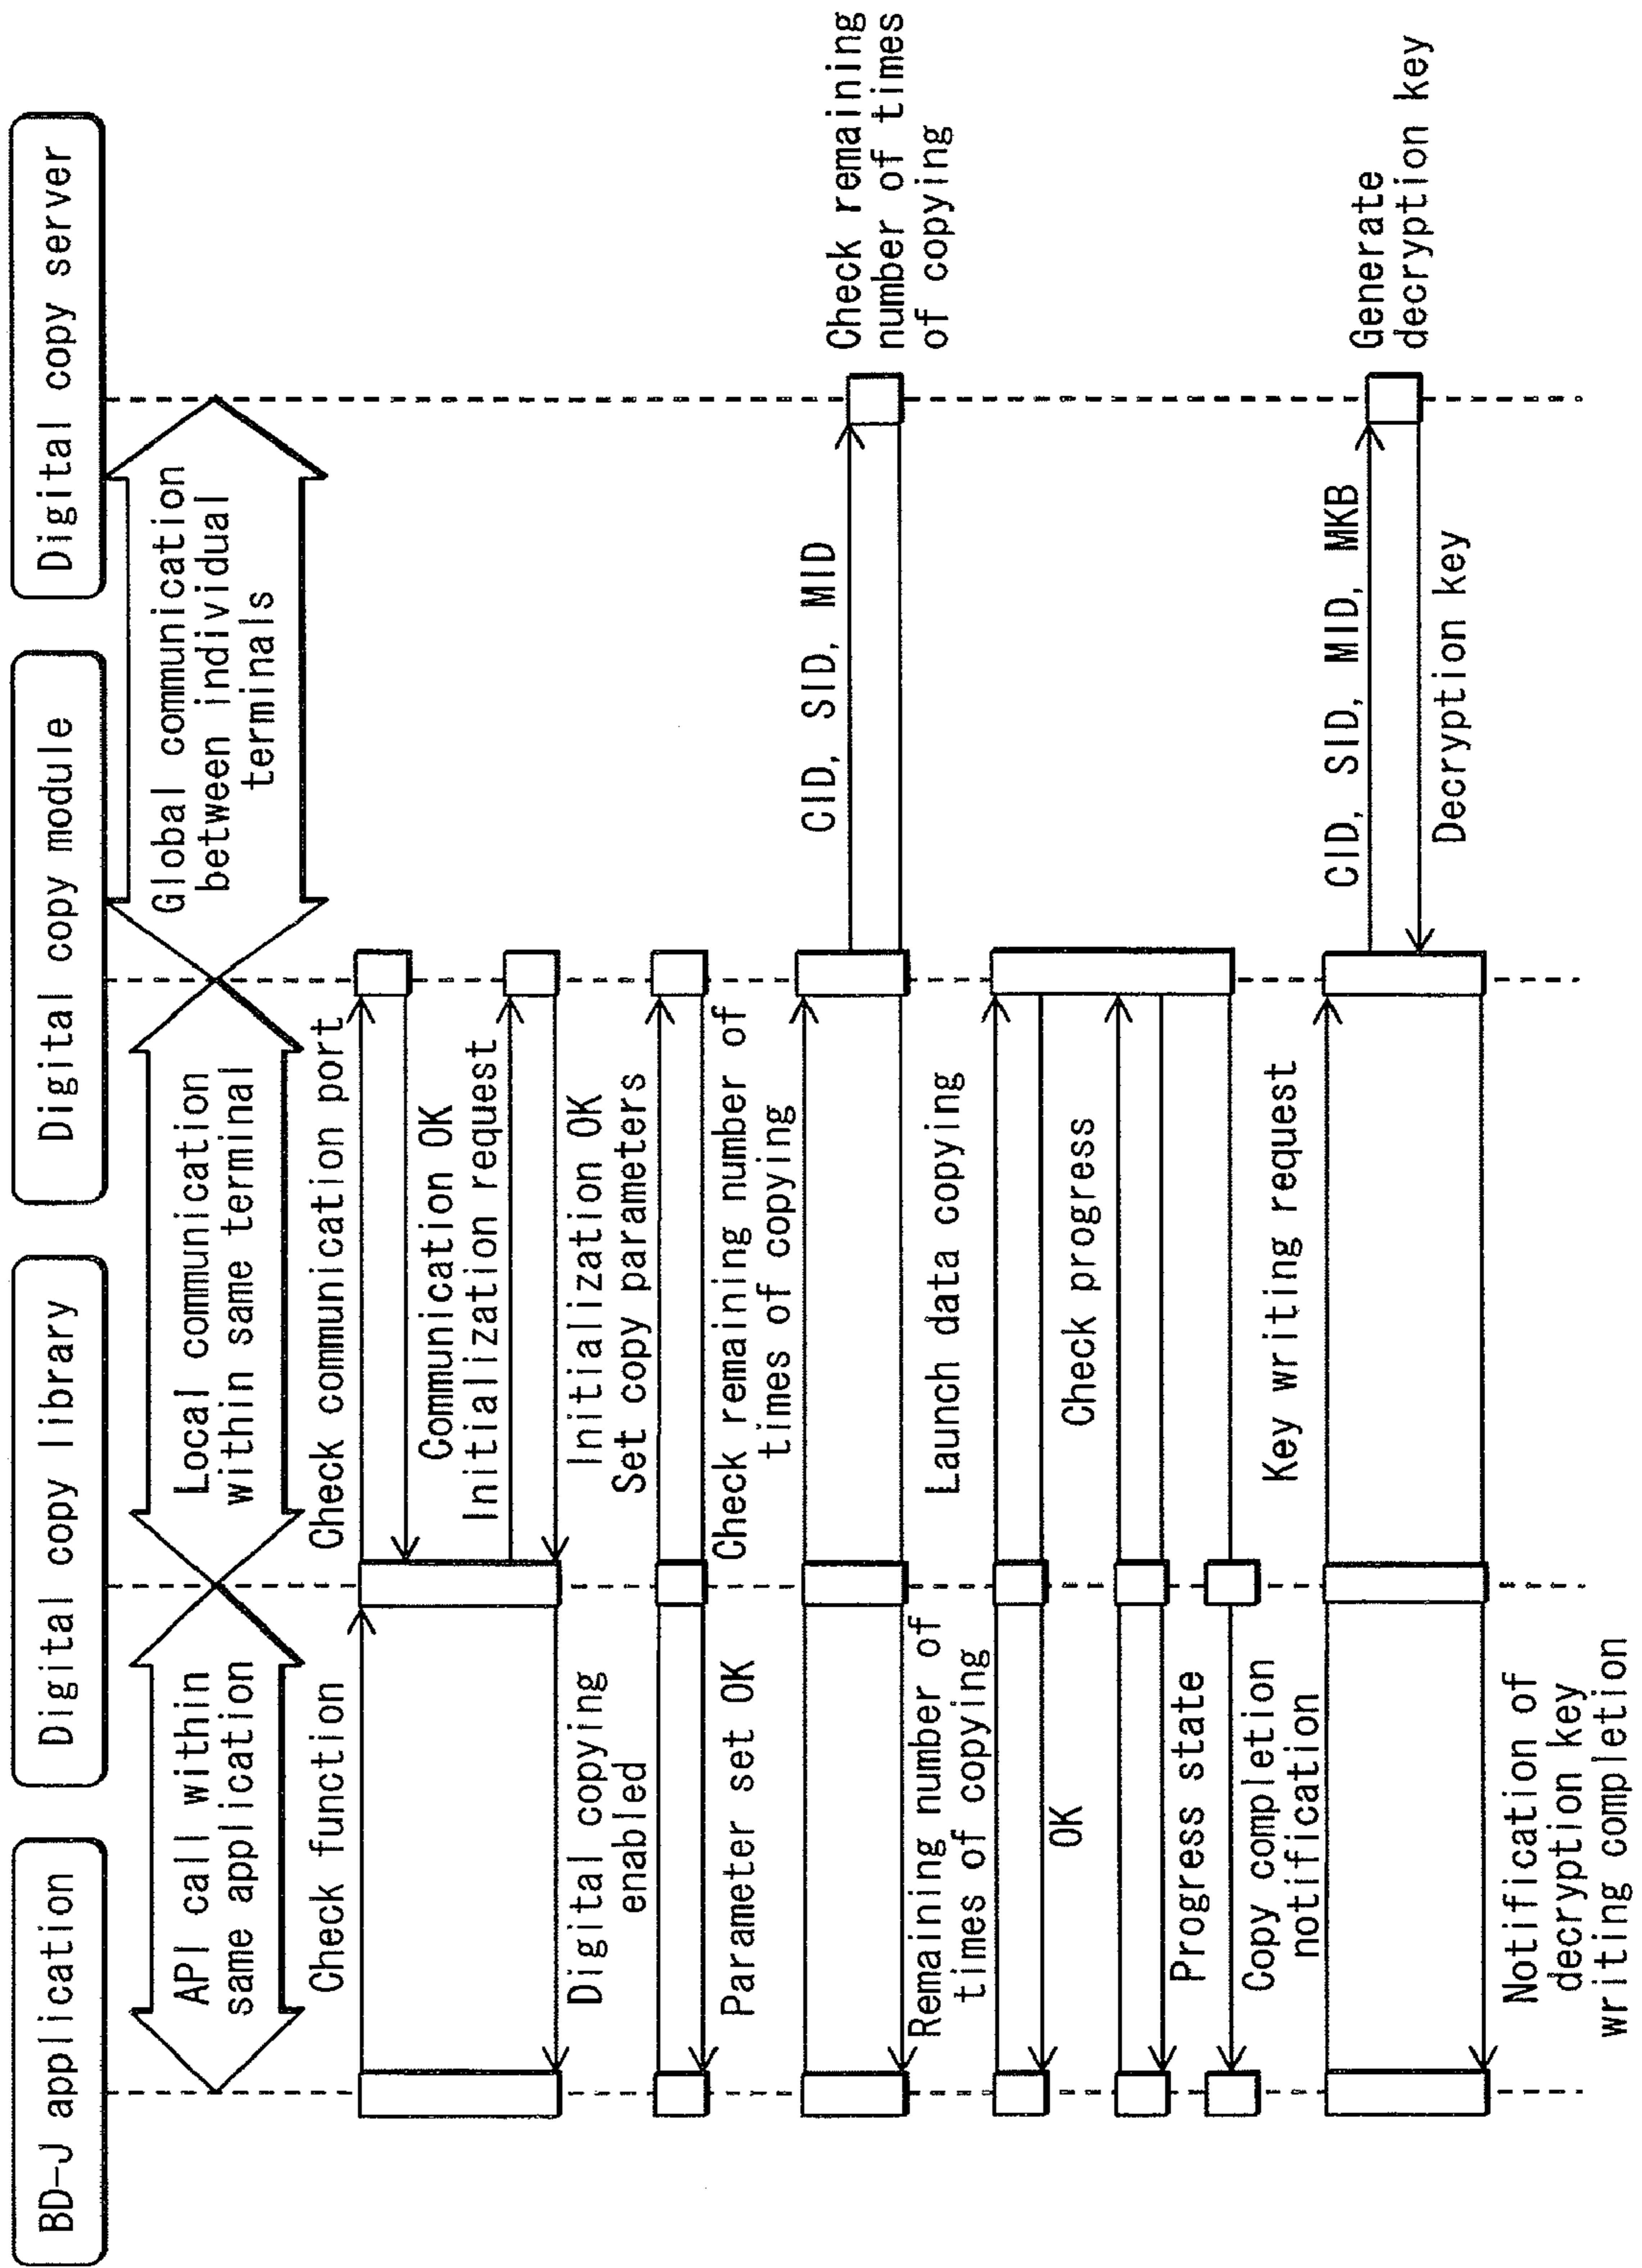 BD-J application
Digital copy library
Digital copy module
Digital copy server
API call within
same application
Local communication
within same terminal
Global communication
between individual
terminals
Check function
Check communication port
Communication OK
Initialization request
Initialization OK
Digital copying
enabled
Set copy parameters
Parameter set OK
Check remaining number of
times of copying
CID, SID, MID
Check remaining
number of times
of copying
Remaining number of
times of copying
Launch data copying
OK
Check progress
Progress state
Copy completion
notification
Key writing request
CID, SID, MID, MKB
Generate
decryption key
Decryption key
Notification of
decryption key
writing completion